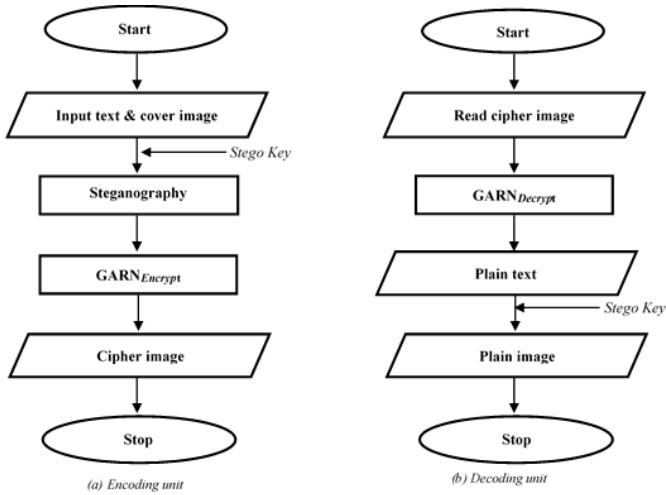 Start
Input text & cover image
Stego Key
Steganography
GARNEncrypt
Cipher image
Stop
(a) Encoding unit
Start
Read cipher image
GARNDecrypt
Plain text
Stego Key
Plain image
Stop
(b) Decoding unit